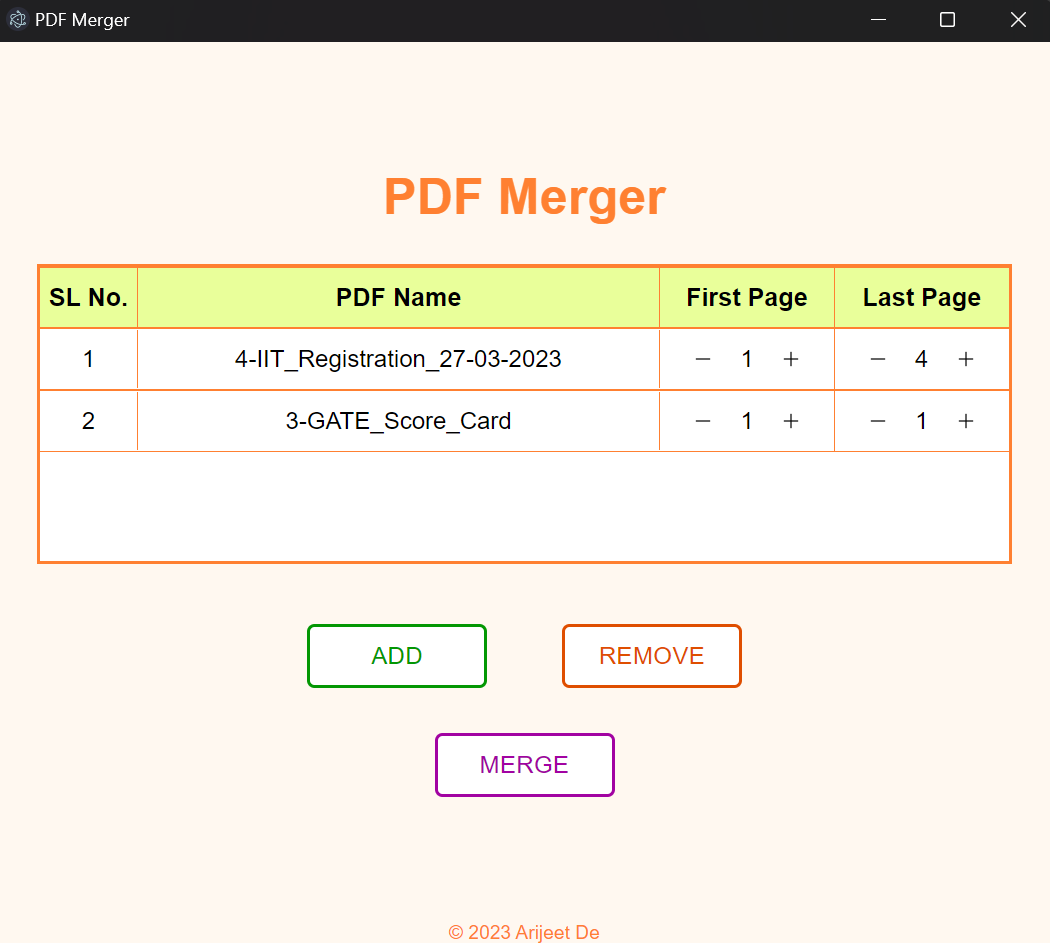 PDF Merger
PDF Merger
SL No. PDF Name First Page Last Page
1 4-IIT_Registration_27-03-2023 − 1 + − 4 +
2 3-GATE_Score_Card − 1 + − 1 +
ADD REMOVE
MERGE
© 2023 Arijeet De